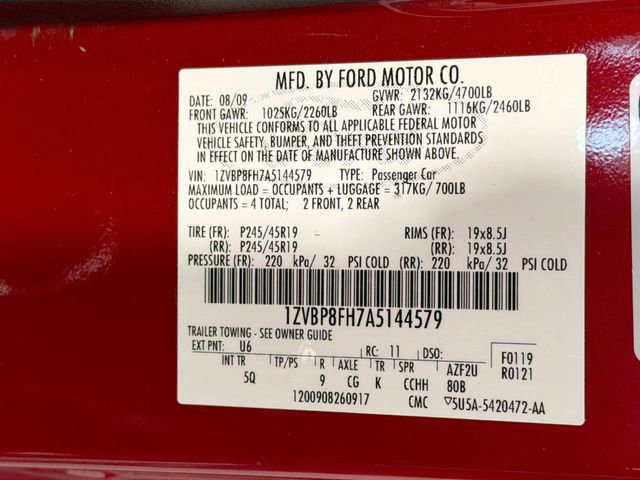 MFD. BY FORD MOTOR CO.
DATE: 08/09 GVWR: 2132KG/4700LB
FRONT GAWR: 1025KG/2260LB REAR GAWR: 1116KG/2460LB
THIS VEHICLE CONFORMS TO ALL APPLICABLE FEDERAL MOTOR
VEHICLE SAFETY, BUMPER, AND THEFT PREVENTION STANDARDS
IN EFFECT ON THE DATE OF MANUFACTURE SHOWN ABOVE.
VIN: 1ZVBP8FH7A5144579 TYPE: Passenger Car
MAXIMUM LOAD = OCCUPANTS + LUGGAGE = 317KG/ 700LB
OCCUPANTS = 4 TOTAL; 2 FRONT, 2 REAR
TIRE (FR): P245/45R19 RIMS (FR): 19x8.5J
(RR): P245/45R19 (RR): 19x8.5J
PRESSURE (FR): 220 kPa/ 32 PSI COLD (RR): 220 kPa/ 32 PSI COLD
1ZVBP8FH7A5144579
TRAILER TOWING - SEE OWNER GUIDE
EXT PNT: U6 RC: 11 DSO: F0119
INT TR TP/PS R AXLE TR SPR AZF2U R0121
5Q 9 CG K CCHH 80B
1200908260917 CMC 5U5A-5420472-AA